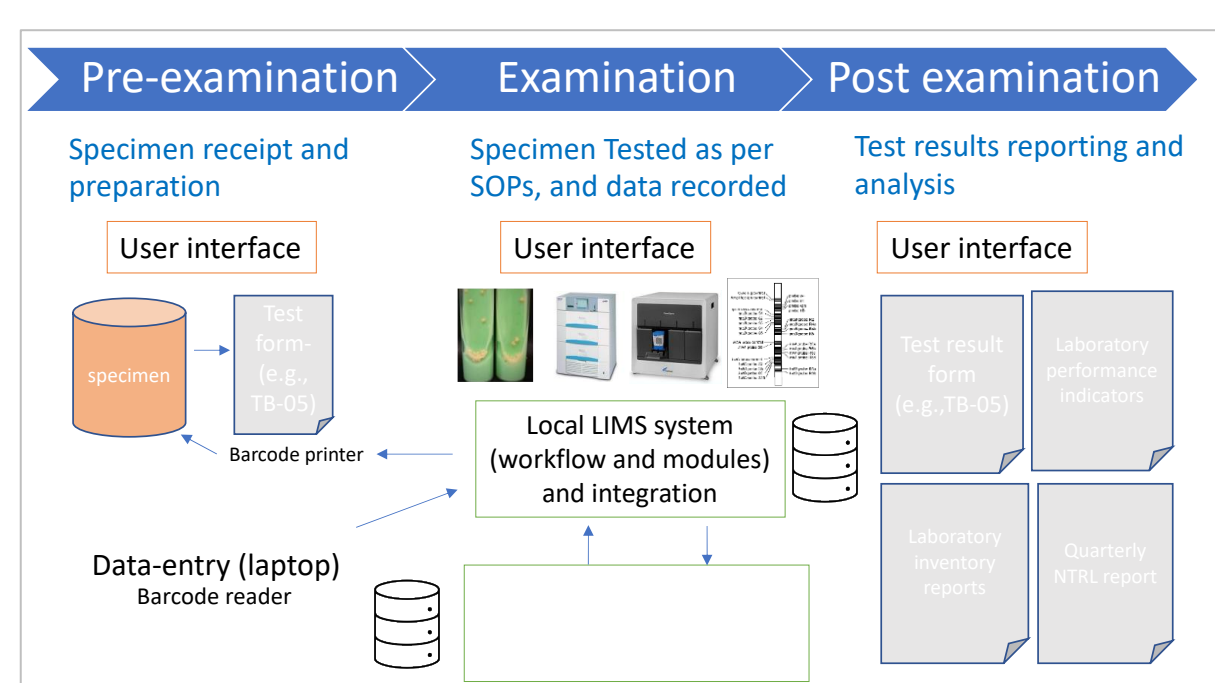 Pre-examination
Examination
Post examination
Specimen receipt and
preparation
Specimen Tested as per
SOPs, and data recorded
Test results reporting and
analysis
User interface
User interface
User interface
specimen
Test
form-
(e.g.,
TB-05)
Barcode printer
Data-entry (laptop)
Barcode reader
Local LIMS system
(workflow and modules)
and integration
Test result
form
(e.g.,TB-05)
Laboratory
performance
indicators
Laboratory
inventory
reports
Quarterly
NTRL report